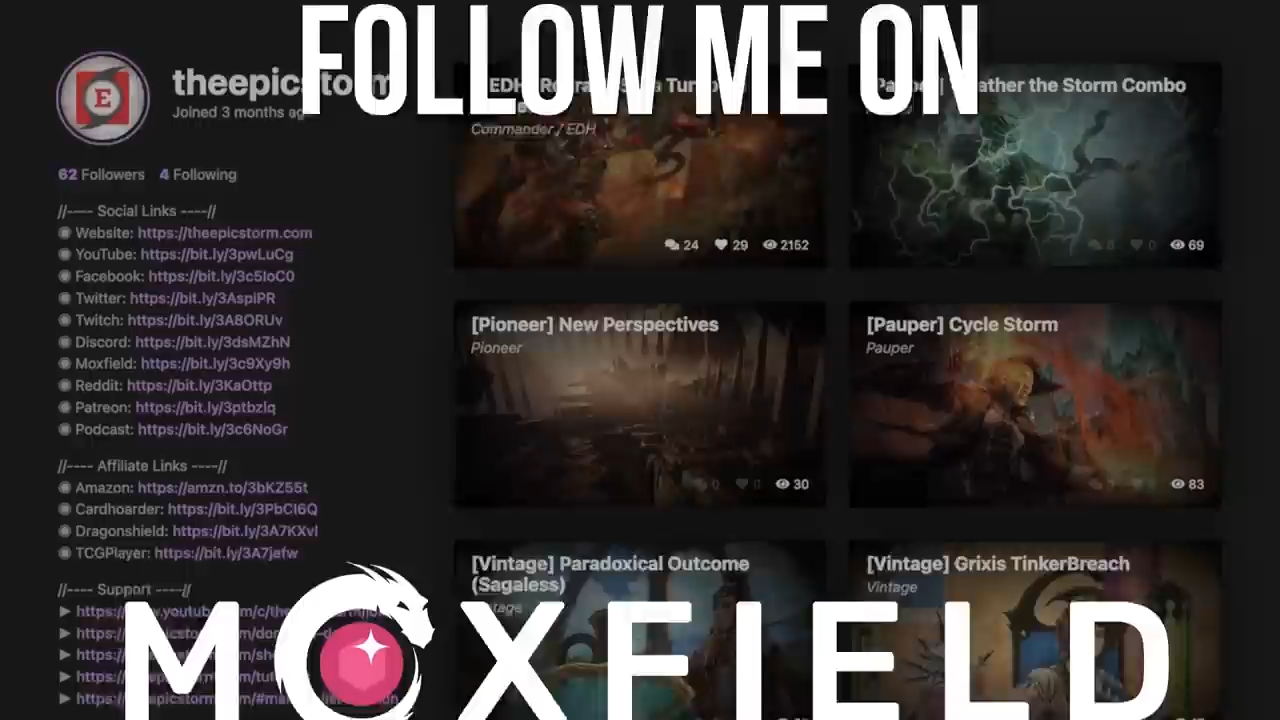 FOLLOW ME ON
theepicstorm
Joined 3 months ago
62 Followers 4 Following
//---- Social Links ----//
◉ Website: https://theepicstorm.com
◉ YouTube: https://bit.ly/3pwLuCg
◉ Facebook: https://bit.ly/3c5IoC0
◉ Twitter: https://bit.ly/3AspiPR
◉ Twitch: https://bit.ly/3A8ORUv
◉ Discord: https://bit.ly/3dsMZhN
◉ Moxfield: https://bit.ly/3c9Xy9h
◉ Reddit: https://bit.ly/3KaOttp
◉ Patreon: https://bit.ly/3ptbzlq
◉ Podcast: https://bit.ly/3c6NoGr
//---- Affiliate Links ----//
◉ Amazon: https://amzn.to/3bKZ55t
◉ Cardhoarder: https://bit.ly/3PbCl6Q
◉ Dragonshield: https://bit.ly/3A7KXvl
◉ TCGPlayer: https://bit.ly/3A7jefw
//---- Support ----//
Commander / EDH
24 29 2152
the Storm Combo
69
[Pioneer] New Perspectives
Pioneer
0 0 30
[Pauper] Cycle Storm
Pauper
83
[Vintage] Paradoxical Outcome
(Sagaless)
[Vintage] Grixis TinkerBreach
Vintage
MOXFIELD